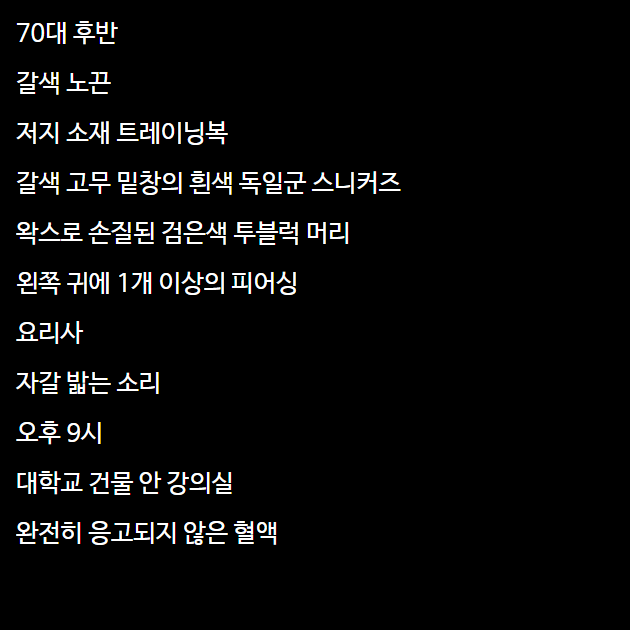 70대 후반
갈색 노끈
저지 소재 트레이닝복
갈색 고무 밑창의 흰색 독일군 스니커즈
왁스로 손질된 검은색 투블럭 머리
왼쪽 귀에 1개 이상의 피어싱
요리사
자갈 밟는 소리
오후 9시
대학교 건물 안 강의실
완전히 응고되지 않은 혈액